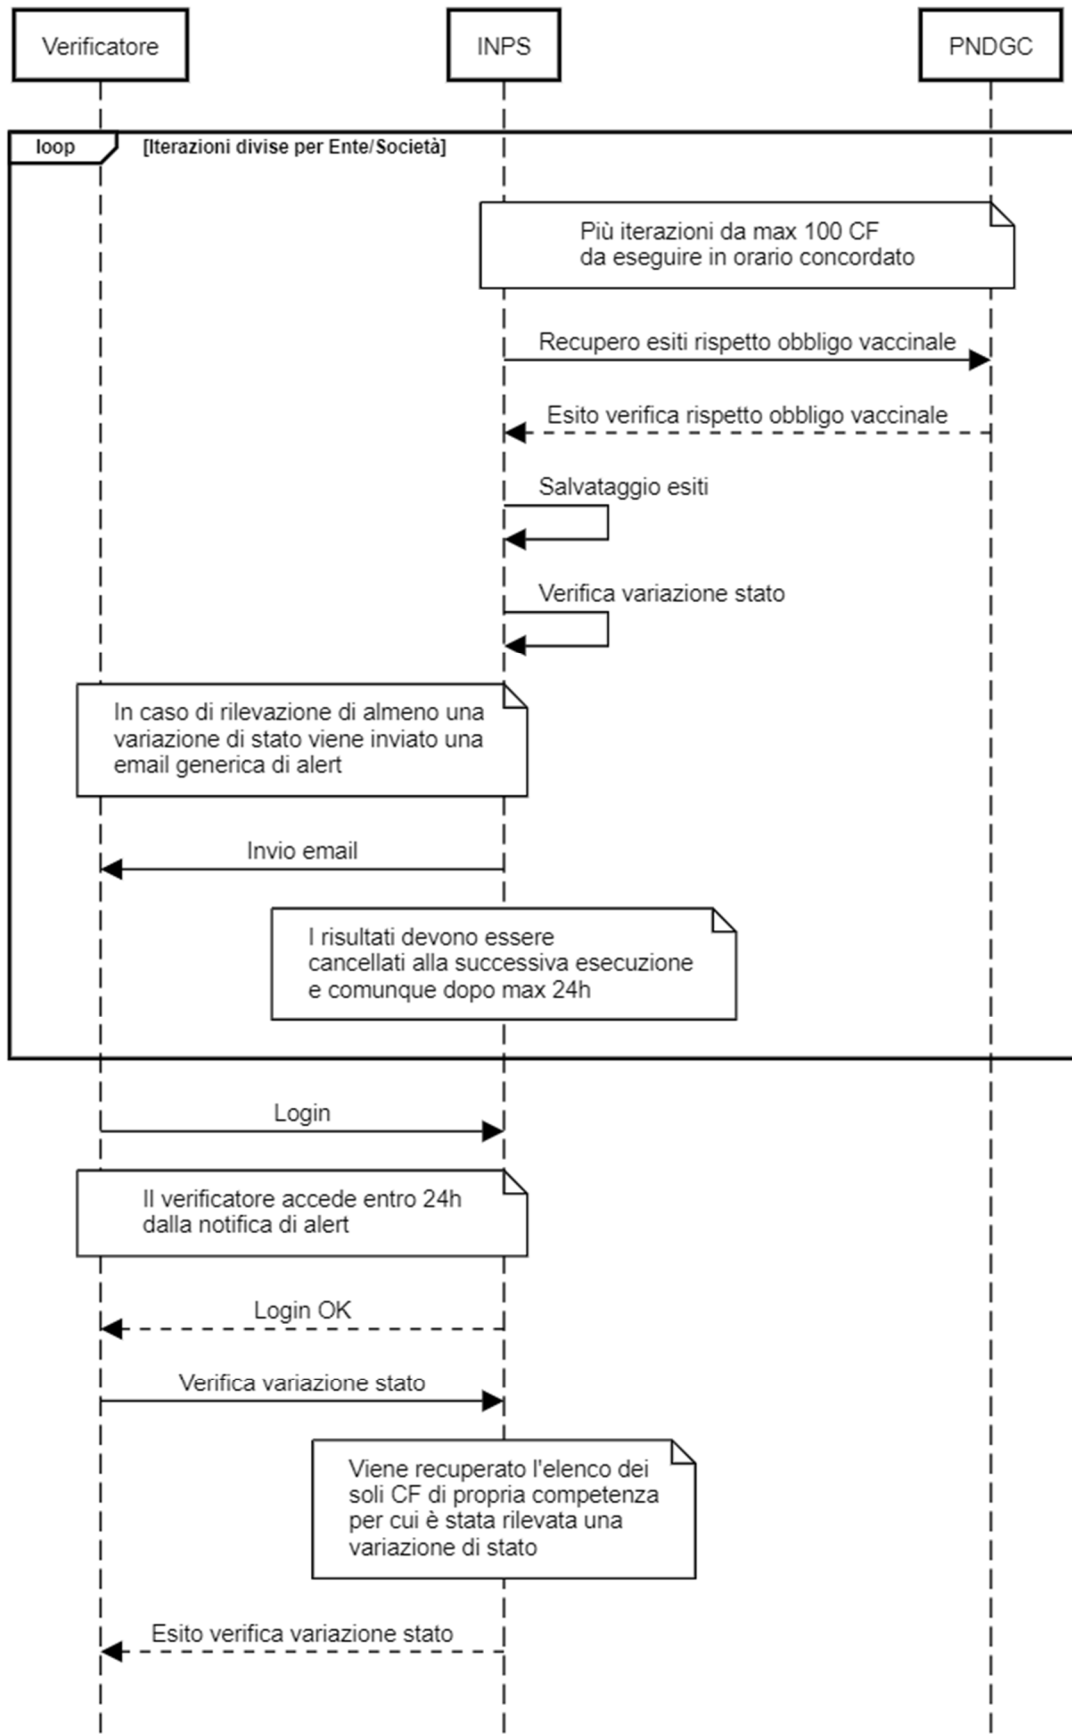 Verificatore
INPS
PNDGC
loop
[Iterazioni divise per Ente/Società]
Più iterazioni da max 100 CF
da eseguire in orario concordato
Recupero esiti rispetto obbligo vaccinale
Esito verifica rispetto obbligo vaccinale
Salvataggio esiti
Verifica variazione stato
In caso di rilevazione di almeno una
variazione di stato viene inviato una
email generica di alert
Invio email
I risultati devono essere
cancellati alla successiva esecuzione
e comunque dopo max 24h
Login
Il verificatore accede entro 24h
dalla notifica di alert
Login OK
Verifica variazione stato
Viene recuperato l'elenco dei
soli CF di propria competenza
per cui è stata rilevata una
variazione di stato
Esito verifica variazione stato